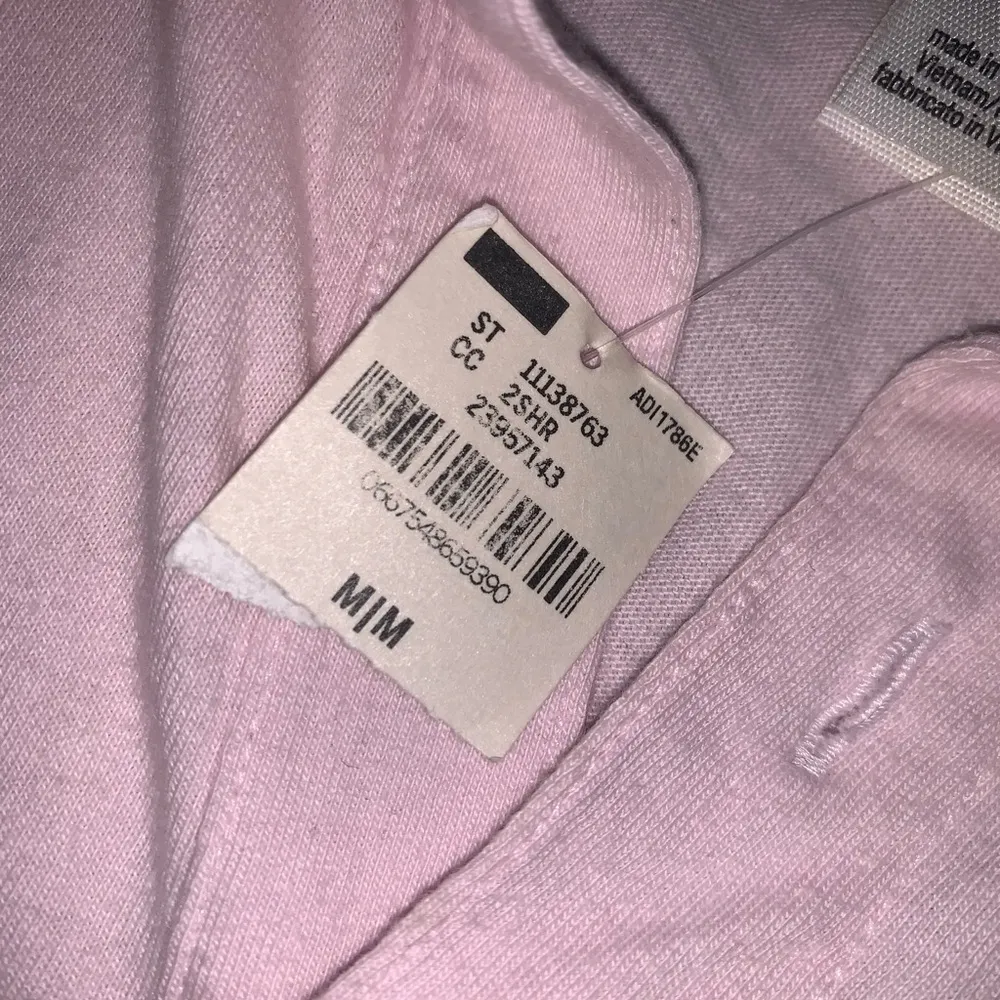 made in
Vietnam/
fabbricato in
ADI1786E
ST 11138763
CC 2SHR
23957143
0667548659390
M|M